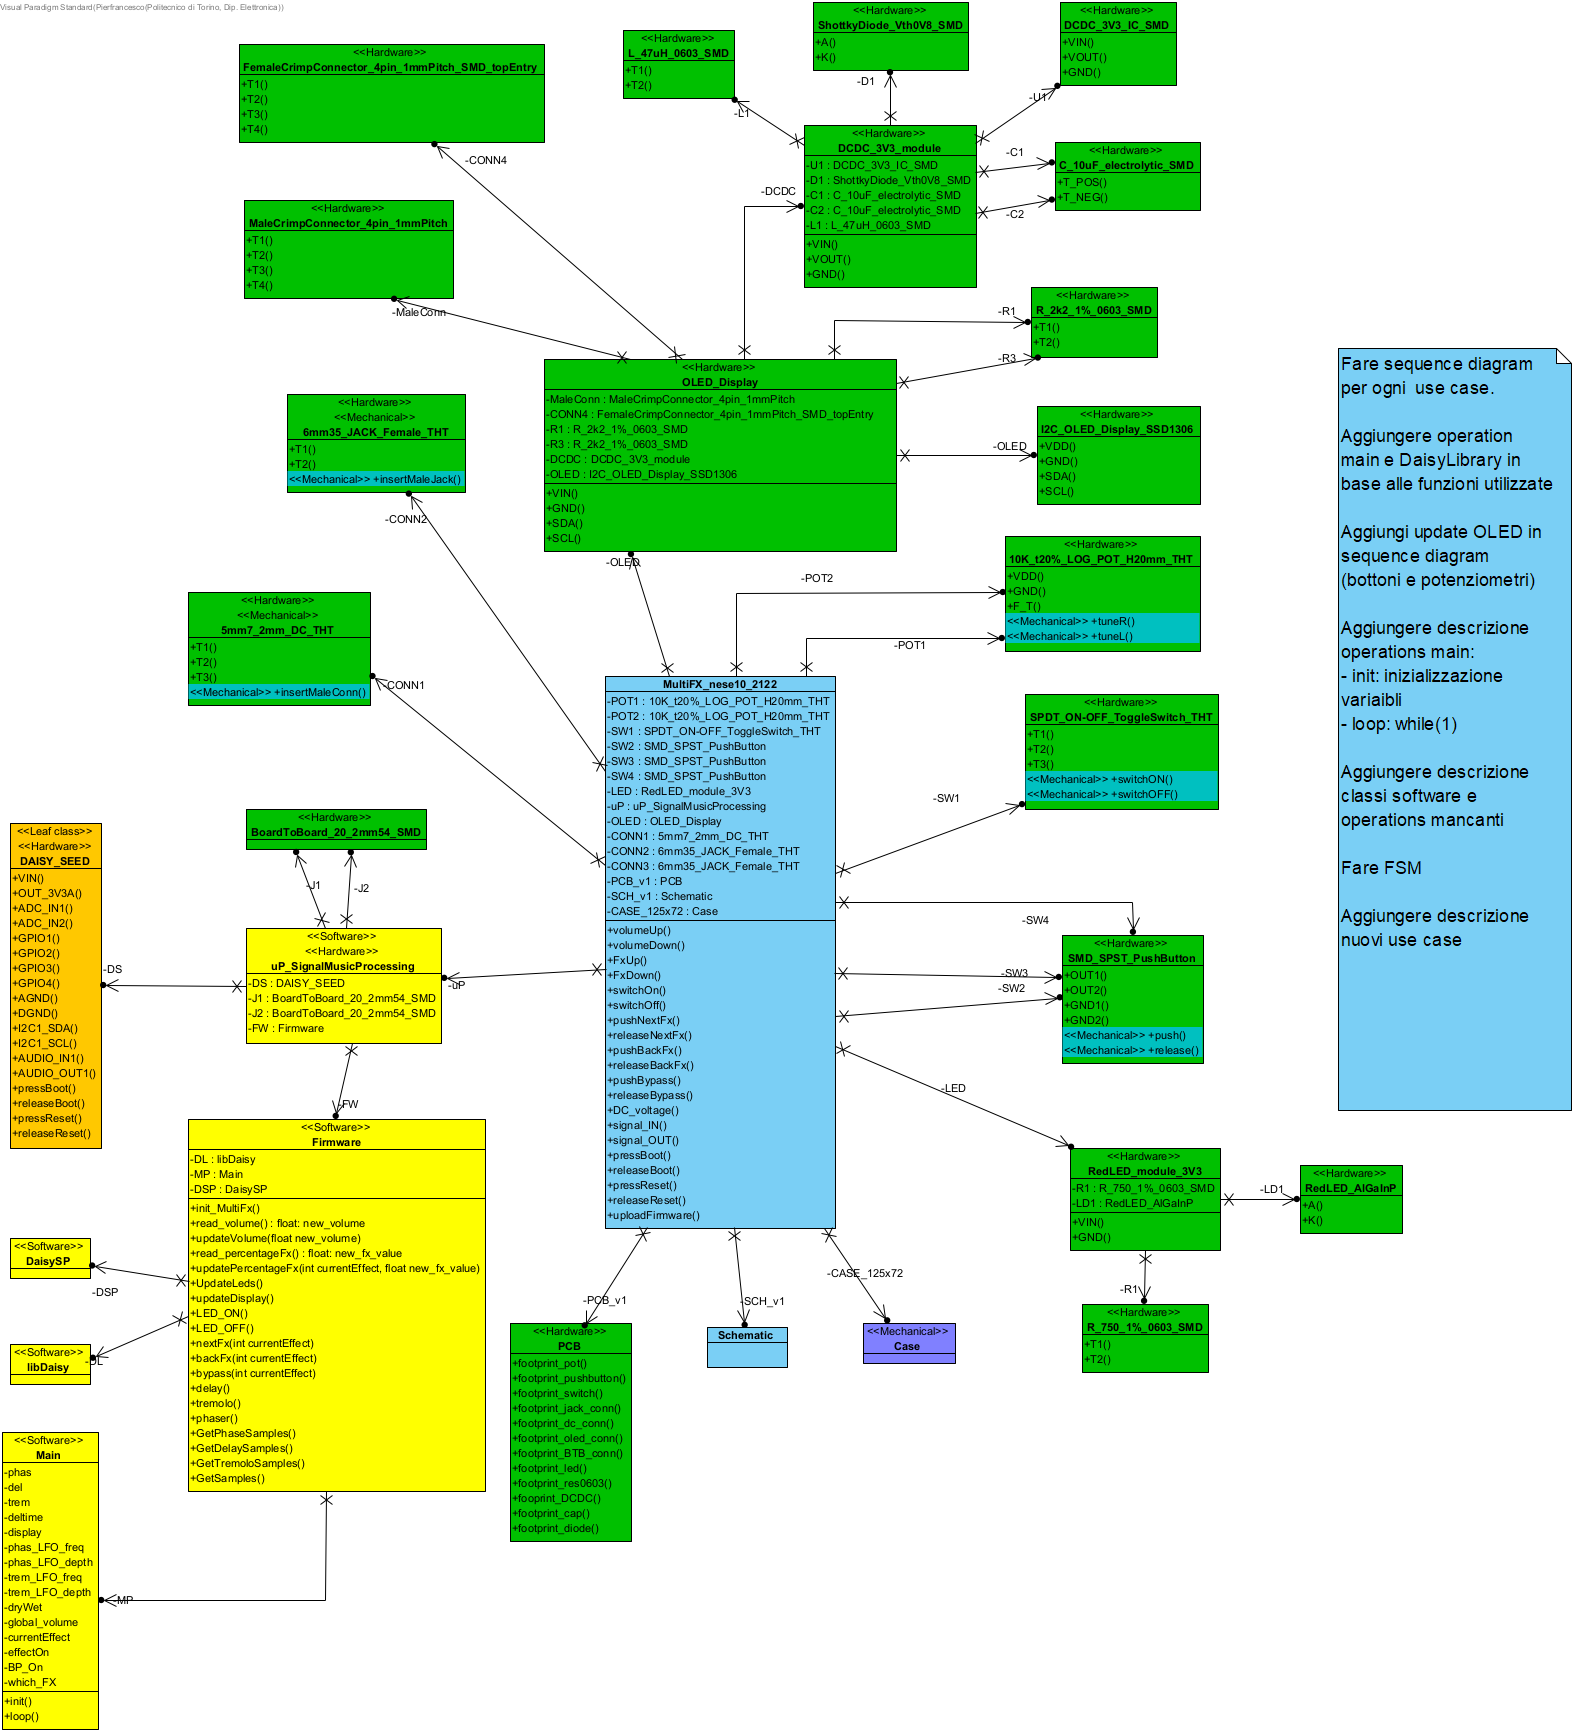 Visual Paradigm Standard(Pierfrancesco(Politecnico di Torino, Dip. Elettronica))
<<Hardware>>
FemaleCrimpConnector_4pin_1mmPitch_SMD_topEntry
+T1()
+T2()
+T3()
+T4()
-CONN4
<<Hardware>>
L_47uH_0603_SMD
+T1()
+T2()
-L1
<<Hardware>>
ShottkyDiode_Vth0V8_SMD
+A()
+K()
-D1
<<Hardware>>
DCDC_3V3_IC_SMD
+VIN()
+VOUT()
+GND()
-U1
<<Hardware>>
DCDC_3V3_module
-U1 : DCDC_3V3_IC_SMD
-D1 : ShottkyDiode_Vth0V8_SMD
-C1 : C_10uF_electrolytic_SMD
-C2 : C_10uF_electrolytic_SMD
-L1 : L_47uH_0603_SMD
+VIN()
+VOUT()
+GND()
-DCDC
-C1
<<Hardware>>
C_10uF_electrolytic_SMD
+T_POS()
+T_NEG()
-C2
<<Hardware>>
MaleCrimpConnector_4pin_1mmPitch
+T1()
+T2()
+T3()
+T4()
-MaleConn
-R1
<<Hardware>>
R_2k2_1%_0603_SMD
+T1()
+T2()
-R3
<<Hardware>>
OLED_Display
-MaleConn : MaleCrimpConnector_4pin_1mmPitch
-CONN4 : FemaleCrimpConnector_4pin_1mmPitch_SMD_topEntry
-R1 : R_2k2_1%_0603_SMD
-R3 : R_2k2_1%_0603_SMD
-DCDC : DCDC_3V3_module
-OLED : I2C_OLED_Display_SSD1306
+VIN()
+GND()
+SDA()
+SCL()
-OLED
-OLED
<<Hardware>>
I2C_OLED_Display_SSD1306
+VDD()
+GND()
+SDA()
+SCL()
<<Hardware>>
<<Mechanical>>
6mm35_JACK_Female_THT
+T1()
+T2()
<<Mechanical>> +insertMaleJack()
-CONN2
<<Hardware>>
<<Mechanical>>
5mm7_2mm_DC_THT
+T1()
+T2()
+T3()
<<Mechanical>> +insertMaleConn()
-CONN1
-POT2
<<Hardware>>
10K_t20%_LOG_POT_H20mm_THT
+VDD()
+GND()
+F_T()
<<Mechanical>> +tuneR()
<<Mechanical>> +tuneL()
-POT1
Fare sequence diagram
per ogni  use case.
Aggiungere operation
main e DaisyLibrary in
base alle funzioni utilizzate
Aggiungi update OLED in
sequence diagram
(bottoni e potenziometri)
Aggiungere descrizione
operations main:
- init: inizializzazione
variaibli
- loop: while(1)
Aggiungere descrizione
classi software e
operations mancanti
Fare FSM
Aggiungere descrizione
nuovi use case
MultiFX_nese10_2122
-POT1 : 10K_t20%_LOG_POT_H20mm_THT
-POT2 : 10K_t20%_LOG_POT_H20mm_THT
-SW1 : SPDT_ON-OFF_ToggleSwitch_THT
-SW2 : SMD_SPST_PushButton
-SW3 : SMD_SPST_PushButton
-SW4 : SMD_SPST_PushButton
-LED : RedLED_module_3V3
-uP : uP_SignalMusicProcessing
-OLED : OLED_Display
-CONN1 : 5mm7_2mm_DC_THT
-CONN2 : 6mm35_JACK_Female_THT
-CONN3 : 6mm35_JACK_Female_THT
-PCB_v1 : PCB
-SCH_v1 : Schematic
-CASE_125x72 : Case
+volumeUp()
+volumeDown()
+FxUp()
+FxDown()
+switchOn()
+switchOff()
+pushNextFx()
+releaseNextFx()
+pushBackFx()
+releaseBackFx()
+pushBypass()
+releaseBypass()
+DC_voltage()
+signal_IN()
+signal_OUT()
+pressBoot()
+releaseBoot()
+pressReset()
+releaseReset()
+uploadFirmware()
<<Hardware>>
SPDT_ON-OFF_ToggleSwitch_THT
+T1()
+T2()
+T3()
<<Mechanical>> +switchON()
<<Mechanical>> +switchOFF()
-SW1
-SW4
<<Hardware>>
SMD_SPST_PushButton
+OUT1()
+OUT2()
+GND1()
+GND2()
<<Mechanical>> +push()
<<Mechanical>> +release()
-SW3
-SW2
-LED
<<Hardware>>
RedLED_module_3V3
-R1 : R_750_1%_0603_SMD
-LD1 : RedLED_AlGaInP
+VIN()
+GND()
-LD1
<<Hardware>>
RedLED_AlGaInP
+A()
+K()
-R1
<<Hardware>>
R_750_1%_0603_SMD
+T1()
+T2()
<<Hardware>>
BoardToBoard_20_2mm54_SMD
-J1
-J2
<<Leaf class>>
<<Hardware>>
DAISY_SEED
+VIN()
+OUT_3V3A()
+ADC_IN1()
+ADC_IN2()
+GPIO1()
+GPIO2()
+GPIO3()
+GPIO4()
+AGND()
+DGND()
+I2C1_SDA()
+I2C1_SCL()
+AUDIO_IN1()
+AUDIO_OUT1()
+pressBoot()
+releaseBoot()
+pressReset()
+releaseReset()
-DS
<<Software>>
<<Hardware>>
uP_SignalMusicProcessing
-DS : DAISY_SEED
-J1 : BoardToBoard_20_2mm54_SMD
-J2 : BoardToBoard_20_2mm54_SMD
-FW : Firmware
-uP
-FW
<<Software>>
Firmware
-DL : libDaisy
-MP : Main
-DSP : DaisySP
+init_MultiFx()
+read_volume() : float: new_volume
+updateVolume(float new_volume)
+read_percentageFx() : float: new_fx_value
+updatePercentageFx(int currentEffect, float new_fx_value)
+UpdateLeds()
+updateDisplay()
+LED_ON()
+LED_OFF()
+nextFx(int currentEffect)
+backFx(int currentEffect)
+bypass(int currentEffect)
+delay()
+tremolo()
+phaser()
+GetPhaseSamples()
+GetDelaySamples()
+GetTremoloSamples()
+GetSamples()
<<Software>>
DaisySP
-DSP
<<Software>>
libDaisy
-DL
<<Software>>
Main
-phas
-del
-trem
-deltime
-display
-phas_LFO_freq
-phas_LFO_depth
-trem_LFO_freq
-trem_LFO_depth
-dryWet
-global_volume
-currentEffect
-effectOn
-BP_On
-which_FX
+init()
+loop()
-MP
-PCB_v1
<<Hardware>>
PCB
+footprint_pot()
+footprint_pushbutton()
+footprint_switch()
+footprint_jack_conn()
+footprint_dc_conn()
+footprint_oled_conn()
+footprint_BTB_conn()
+footprint_led()
+footprint_res0603()
+fooprint_DCDC()
+footprint_cap()
+footprint_diode()
-SCH_v1
Schematic
-CASE_125x72
<<Mechanical>>
Case